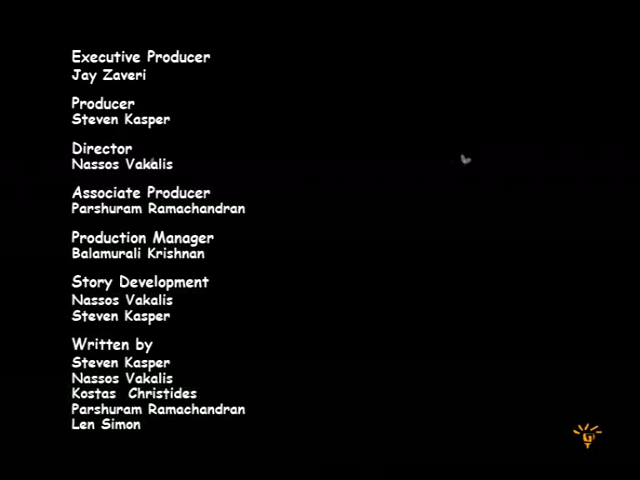 Executive Producer
Jay Zaveri
Producer
Steven Kasper
Director
Nassos Vakalis
Associate Producer
Parshuram Ramachandran
Production Manager
Balamurali Krishnan
Story Development
Nassos Vakalis
Steven Kasper
Written by
Steven Kasper
Nassos Vakalis
Kostas Christides
Parshuram Ramachandran
Len Simon
G